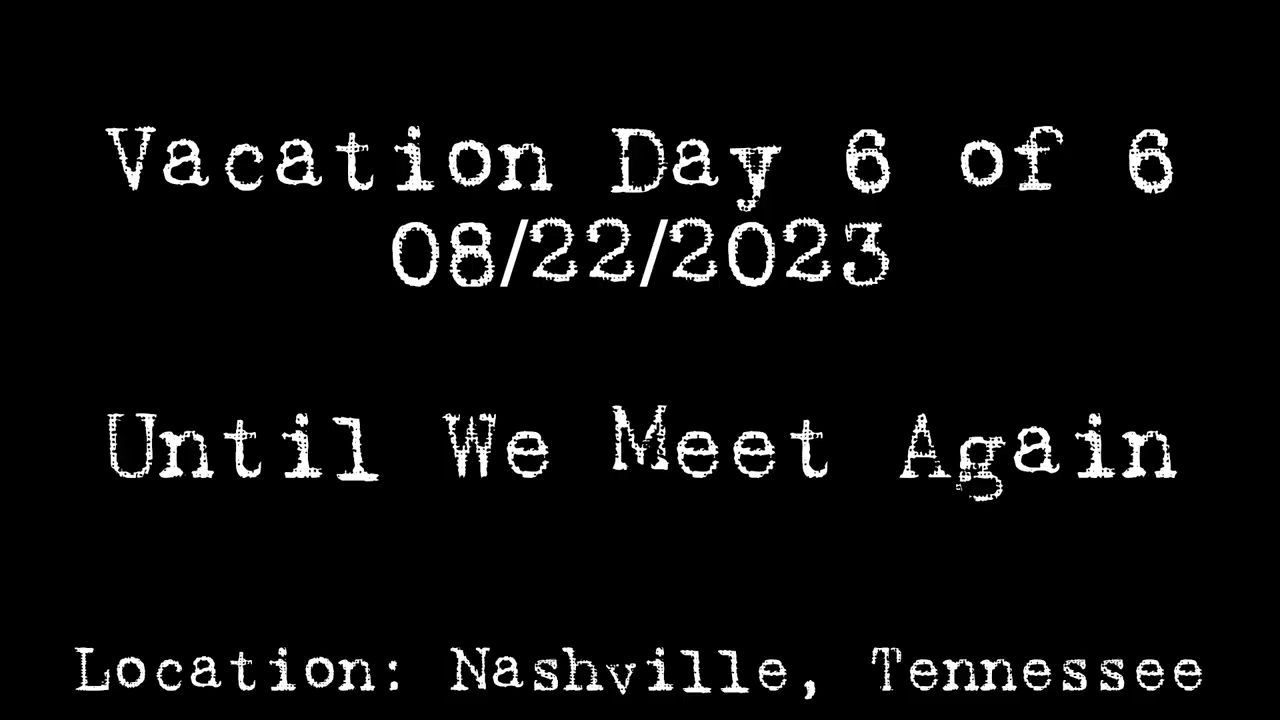 Vacation Day 6 of 6
08/22/2023
Until We Meet Again
Location: Nashville, Tennessee